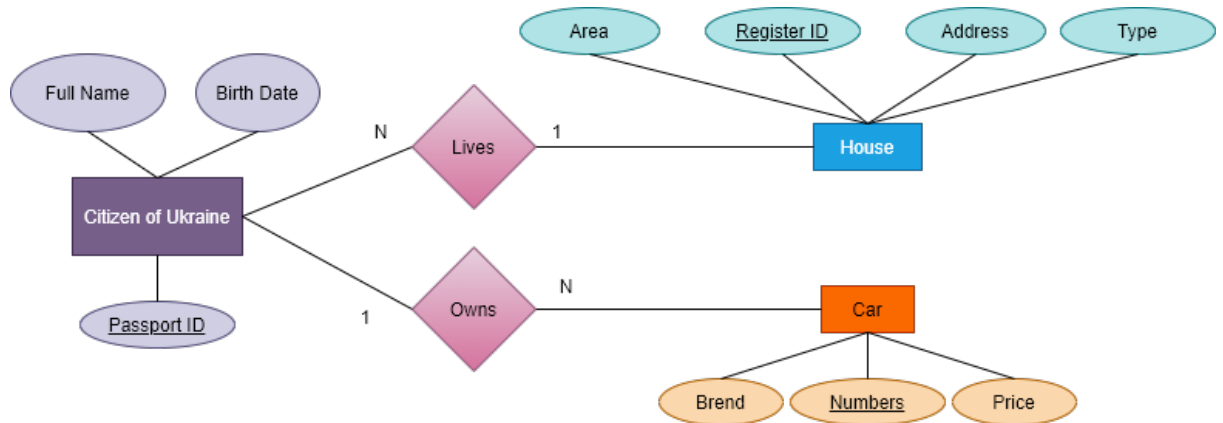 Area
Register ID
Address
Type
Full Name
Birth Date
N
Lives
1
House
Citizen of Ukraine
Passport ID
1
Owns
N
Car
Brend
Numbers
Price